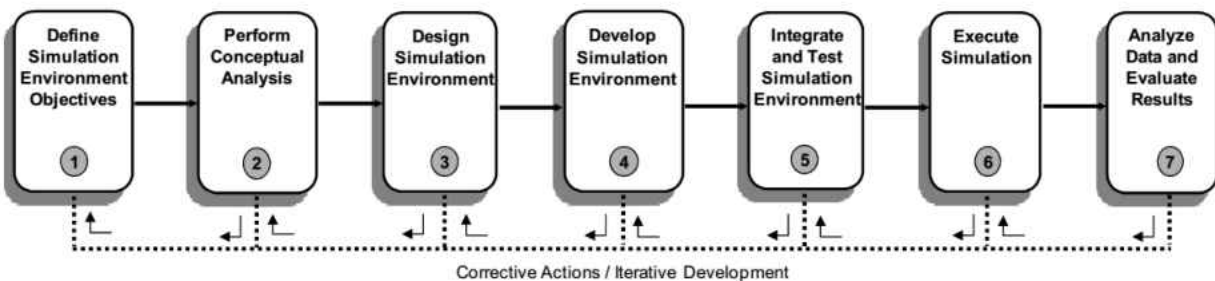 Define
Simulation
Environment
Objectives
1
Perform
Conceptual
Analysis
2
Design
Simulation
Environment
3
Develop
Simulation
Environment
4
Integrate
and Test
Simulation
Environment
5
Execute
Simulation
6
Analyze
Data and
Evaluate
Results
7
Corrective Actions / Iterative Development